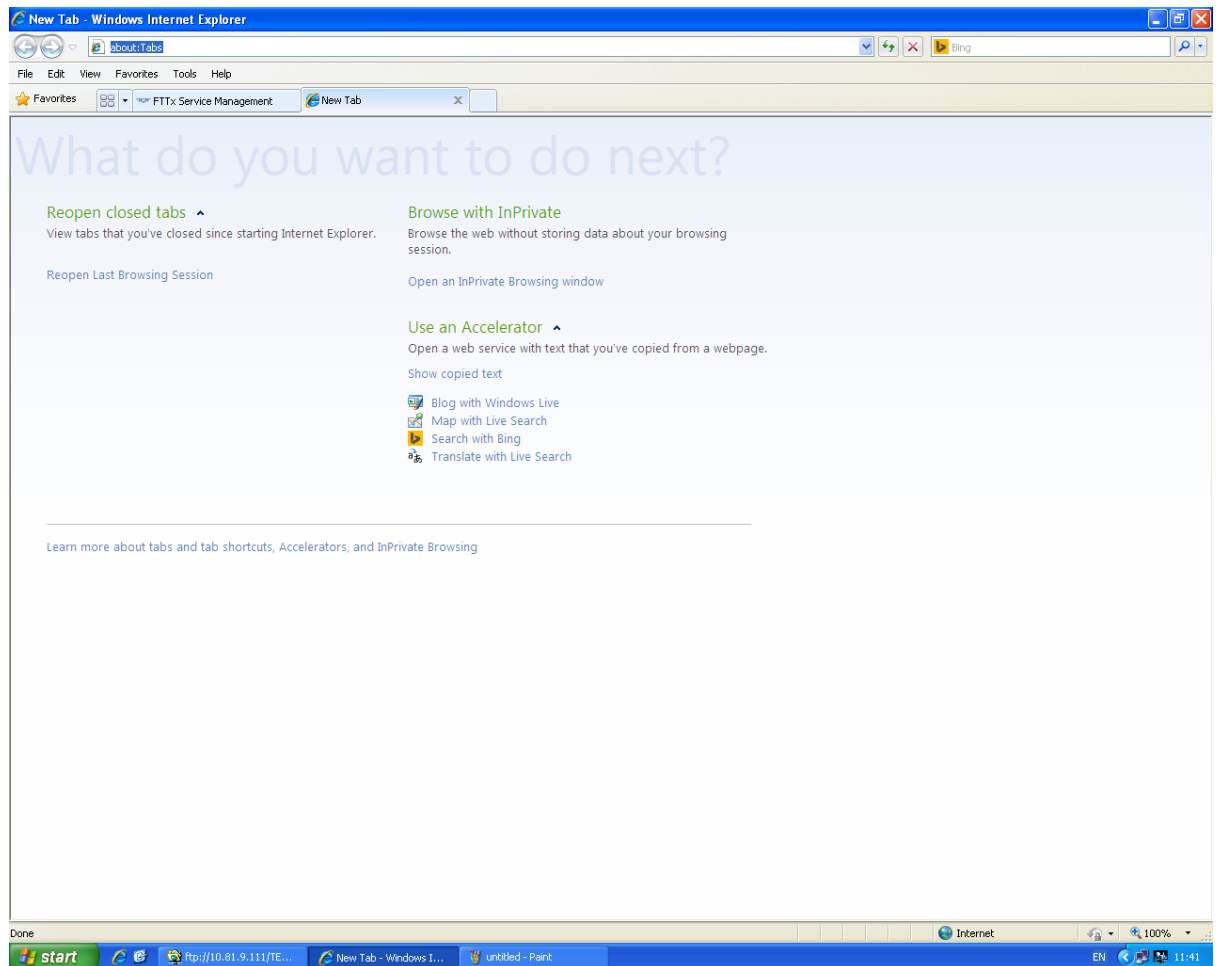 New Tab - Windows Internet Explorer
about:Tabs
Bing
File Edit View Favorites Tools Help
Favorites
FTTx Service Management
New Tab
What do you want to do next?
Reopen closed tabs
View tabs that you've closed since starting Internet Explorer.
Reopen Last Browsing Session
Browse with InPrivate
Browse the web without storing data about your browsing
session.
Open an InPrivate Browsing window
Use an Accelerator
Open a web service with text that you've copied from a webpage.
Show copied text
Blog with Windows Live
Map with Live Search
Search with Bing
Translate with Live Search
Learn more about tabs and tab shortcuts, Accelerators, and InPrivate Browsing
Done
Internet
100%
start
ftp://10.81.9.111/TE...
New Tab - Windows I...
untitled - Paint
EN
11:41